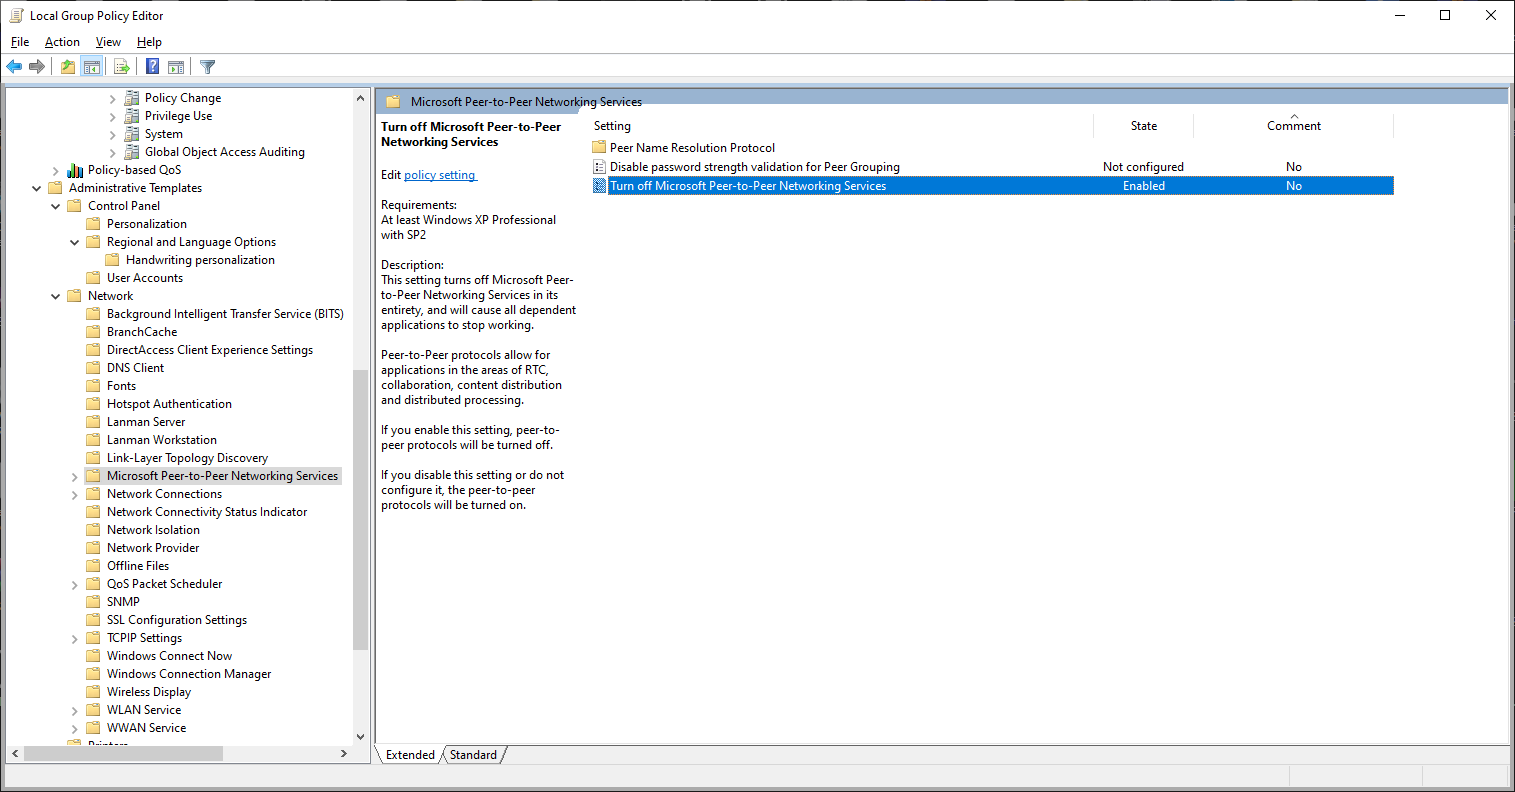 Local Group Policy Editor
File Action View Help
Policy Change
Privilege Use
System
Global Object Access Auditing
Policy-based QoS
Administrative Templates
Control Panel
Personalization
Regional and Language Options
Handwriting personalization
User Accounts
Network
Background Intelligent Transfer Service (BITS)
BranchCache
DirectAccess Client Experience Settings
DNS Client
Fonts
Hotspot Authentication
Lanman Server
Lanman Workstation
Link-Layer Topology Discovery
Microsoft Peer-to-Peer Networking Services
Network Connections
Network Connectivity Status Indicator
Network Isolation
Network Provider
Offline Files
QoS Packet Scheduler
SNMP
SSL Configuration Settings
TCPIP Settings
Windows Connect Now
Windows Connection Manager
Wireless Display
WLAN Service
WWAN Service
Printers
Microsoft Peer-to-Peer Networking Services
Turn off Microsoft Peer-to-Peer
Networking Services
Edit policy setting
Requirements:
At least Windows XP Professional
with SP2
Description:
This setting turns off Microsoft Peer-
to-Peer Networking Services in its
entirety, and will cause all dependent
applications to stop working.
Peer-to-Peer protocols allow for
applications in the areas of RTC,
collaboration, content distribution
and distributed processing.
If you enable this setting, peer-to-
peer protocols will be turned off.
If you disable this setting or do not
configure it, the peer-to-peer
protocols will be turned on.
Setting State Comment
Peer Name Resolution Protocol
Disable password strength validation for Peer Grouping Not configured No
Turn off Microsoft Peer-to-Peer Networking Services Enabled No
Extended Standard